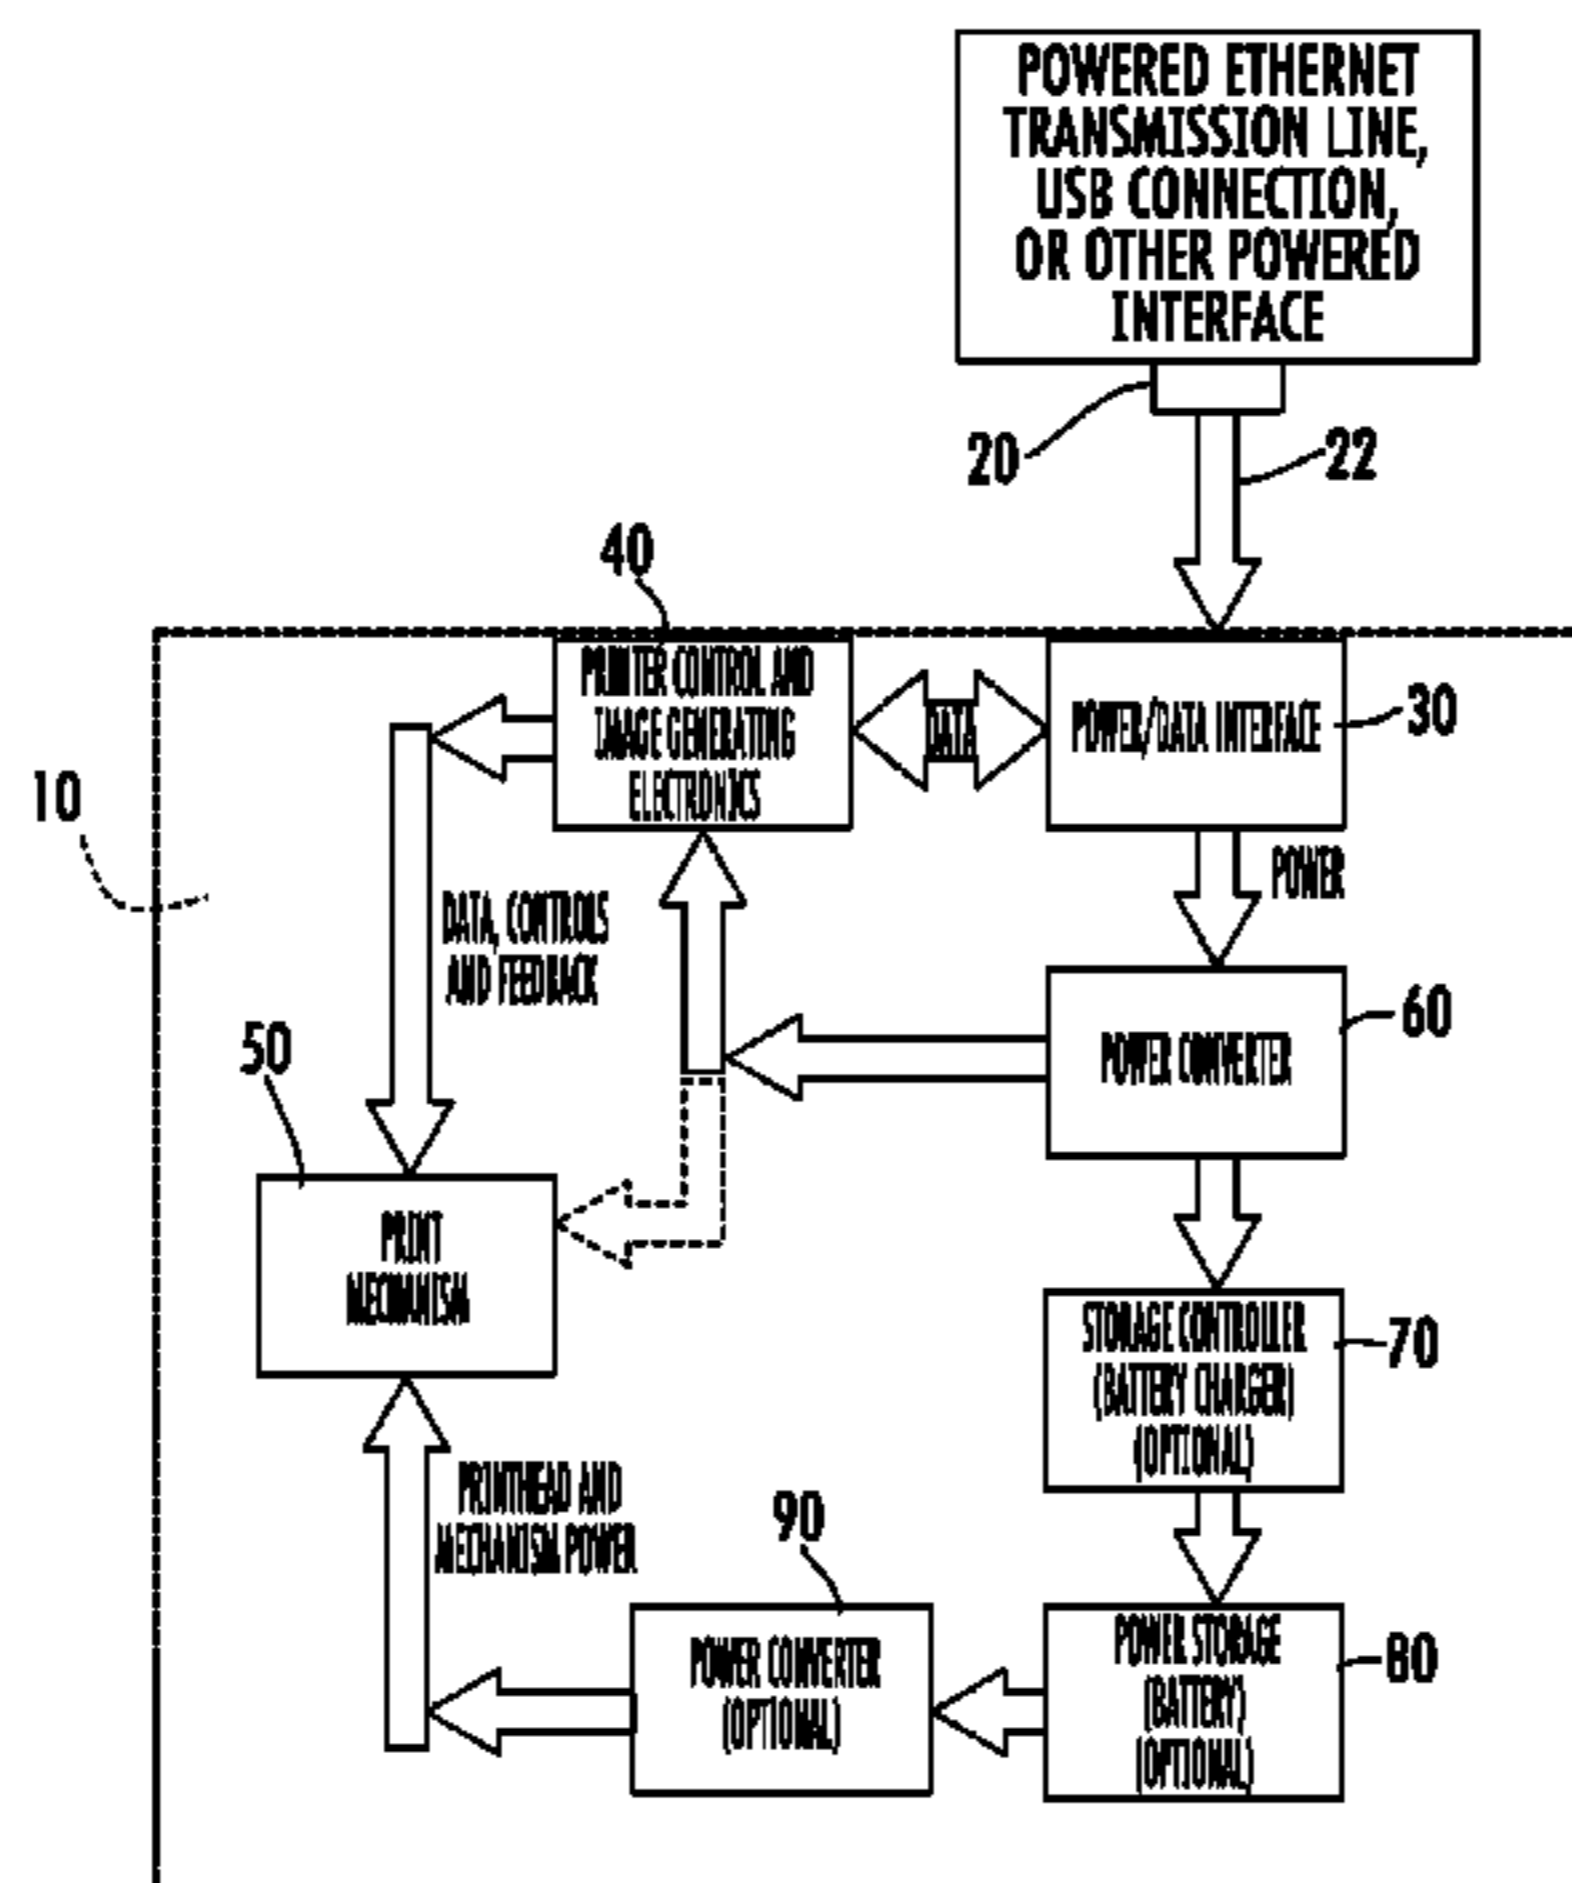 POWERED ETHERNET
TRANSMISSION LINE,
USB CONNECTION,
OR OTHER POWERED
INTERFACE
20
22
40
PRINTER CONTROL AND
IMAGE GENERATING
ELECTRONICS
DATA
POWER/DATA INTERFACE
30
10
POWER
DATA, CONTROLS
AND FEEDBACK
60
POWER CONVERTER
50
PRINT
MECHANISM
STORAGE CONTROLLER
(BATTERY CHARGER)
(OPTIONAL)
70
PRINTHEAD AND
MECHANISM POWER
90
POWER CONVERTER
(OPTIONAL)
POWER STORAGE
(BATTERY)
(OPTIONAL)
80